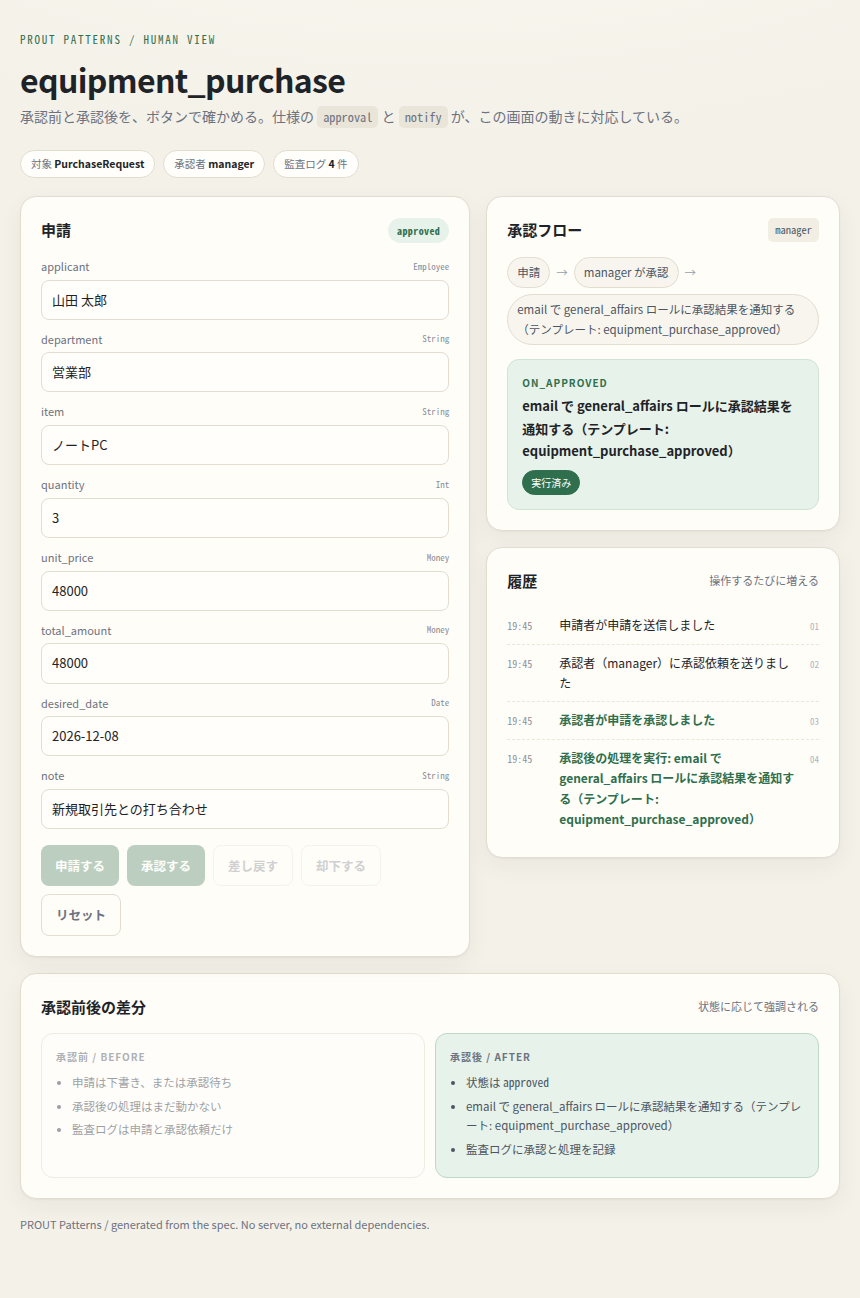 PROUT PATTERNS / HUMAN VIEW
equipment_purchase
承認前と承認後を、ボタンで確かめる。仕様の approval と notify が、この画面の動きに対応している。
対象 PurchaseRequest
承認者 manager
監査ログ 4 件
申請
approved
applicant
Employee
山田 太郎
department
String
営業部
item
String
ノートPC
quantity
Int
3
unit_price
Money
48000
total_amount
Money
48000
desired_date
Date
2026-12-08
note
String
新規取引先との打ち合わせ
申請する
承認する
差し戻す
却下する
リセット
承認フロー
manager
申請 → manager が承認 →
email で general_affairs ロールに承認結果を通知する
（テンプレート: equipment_purchase_approved）
ON_APPROVED
email で general_affairs ロールに承認結果を
通知する（テンプレート:
equipment_purchase_approved）
実行済み
履歴
操作するたびに増える
19:45 申請者が申請を送信しました 01
19:45 承認者（manager）に承認依頼を送りまし 02
た
19:45 承認者が申請を承認しました 03
19:45 承認後の処理を実行: email で 04
general_affairs ロールに承認結果を通知す
る（テンプレート:
equipment_purchase_approved）
承認前後の差分
状態に応じて強調される
承認前 / BEFORE
• 申請は下書き、または承認待ち
• 承認後の処理はまだ動かない
• 監査ログは申請と承認依頼だけ
承認後 / AFTER
• 状態は approved
• email で general_affairs ロールに承認結果を通知する（テンプレ
ート: equipment_purchase_approved）
• 監査ログに承認と処理を記録
PROUT Patterns / generated from the spec. No server, no external dependencies.